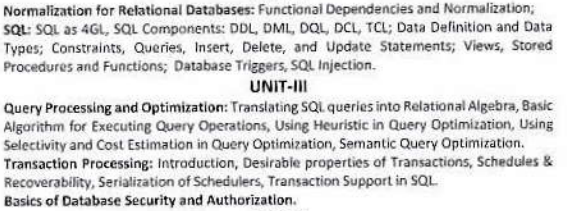 Normalization for Relational Databases: Functional Dependencies and Normalization;
SQL: SQL as 4GL, SQL Components: DDL, DML, DQL, DCL, TCL; Data Definition and Data
Types; Constraints, Queries, Insert, Delete, and Update Statements; Views, Stored
Procedures and Functions; Database Triggers, SQL Injection.
UNIT-III
Query Processing and Optimization: Translating SQL queries into Relational Algebra, Basic
Algorithm for Executing Query Operations, Using Heuristic in Query Optimization, Using
Selectivity and Cost Estimation in Query Optimization, Semantic Query Optimization.
Transaction Processing: Introduction, Desirable properties of Transactions, Schedules &
Recoverability, Serialization of Schedulers, Transaction Support in SQL.
Basics of Database Security and Authorization.